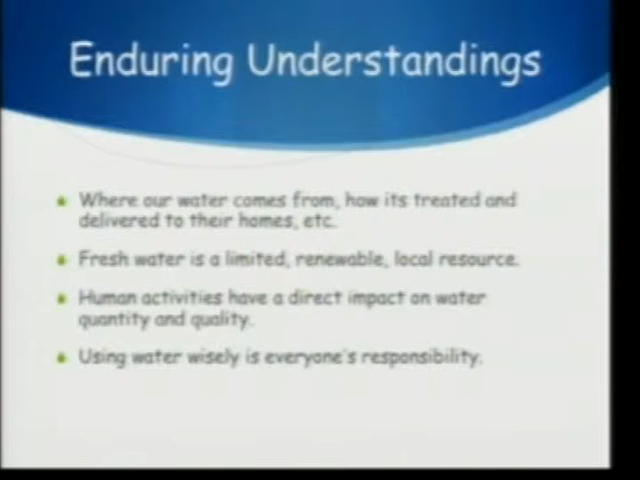 Enduring Understandings
Where our water comes from, how its treated and
delivered to their homes, etc.
Fresh water is a limited, renewable, local resource.
Human activities have a direct impact on water
quantity and quality.
Using water wisely is everyone's responsibility.